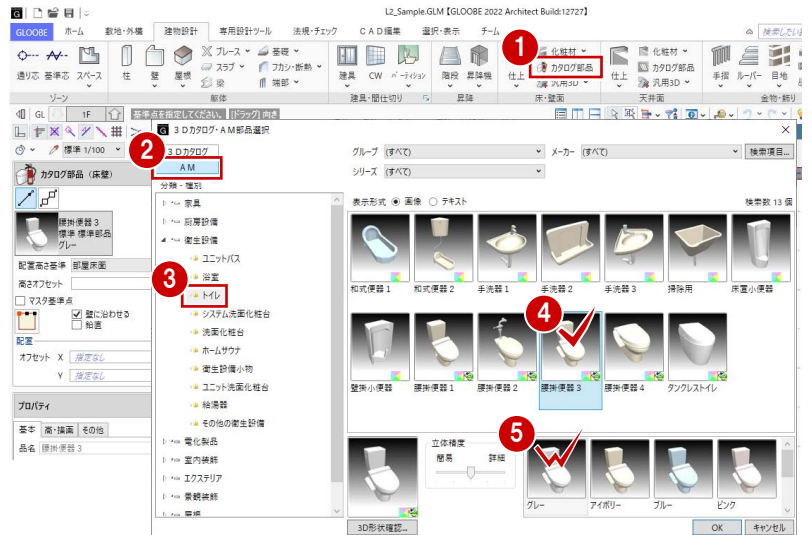 L2_Sample.GLM【GLOOBE 2022 Architect Build:12727】
GLOOBE ホーム 敷地・外構 建物設計 専用設計ツール 法規・チェック CAD編集 選択・表示 チーム
通り芯 基準芯 スペース 柱 壁 屋根 ブレース 基礎
スラブ フカシ・断熱
梁 端部
建具 CW パーティション 階段 昇降機 仕上 化粧材
カタログ部品
汎用3D
仕上 化粧材
カタログ部品
汎用3D
手摺 ルーバー 目地
ゾーン 躯体 建具・間仕切り 昇降 床・壁面 天井面 金物・飾り
1
GL 1F 基準点を指定してください。 [ドラッグ] 向き
標準 1/100
カタログ部品(床壁)
腰掛便器3
標準 標準部品
グレー
配置高さ基準 部屋床面
高さオフセット
マスタ基準点
壁に沿わせる
鉛直
配置
オフセット X 指定なし
Y 指定なし
プロパティ
基本 高・描画 その他
品名 腰掛便器3
3Dカタログ・AM部品選択
2
3Dカタログ
AM
グループ (すべて) メーカー (すべて) 検索項目...
シリーズ (すべて)
分類・種別
家具
厨房設備
衛生設備
ユニットバス
浴室
3
トイレ
システム洗面化粧台
洗面化粧台
ホームサウナ
衛生設備小物
ユニット洗面化粧台
給湯器
その他の衛生設備
電化製品
室内装飾
エクステリア
景観装飾
表示形式 画像 テキスト 検索数 13 個
和式便器1 和式便器2 手洗器1 手洗器2 手洗器3 掃除用 床置小便器
4
壁掛小便器 腰掛便器1 腰掛便器2 腰掛便器3 腰掛便器4 タンクレストイレ
立体精度
簡易 詳細
5
グレー アイボリー ブルー ピンク
3D形状確認... OK キャンセル